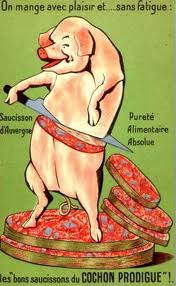 On mange avec plaisir et....sans fatigue :
Saucisson
d'Auvergne
Pureté
Alimentaire
Absolue
les "bons saucissons du COCHON PRODIGUE"!.